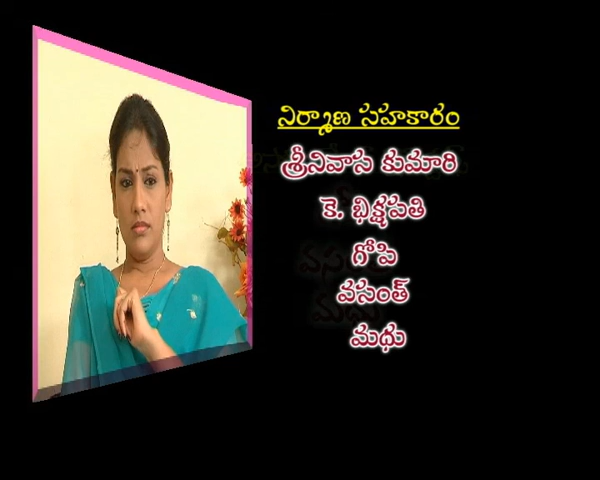 నిర్మాణ సహకారం
శ్రీనివాస కుమారి
కె. భిక్షపతి
గోపి
వసంత్
మధు